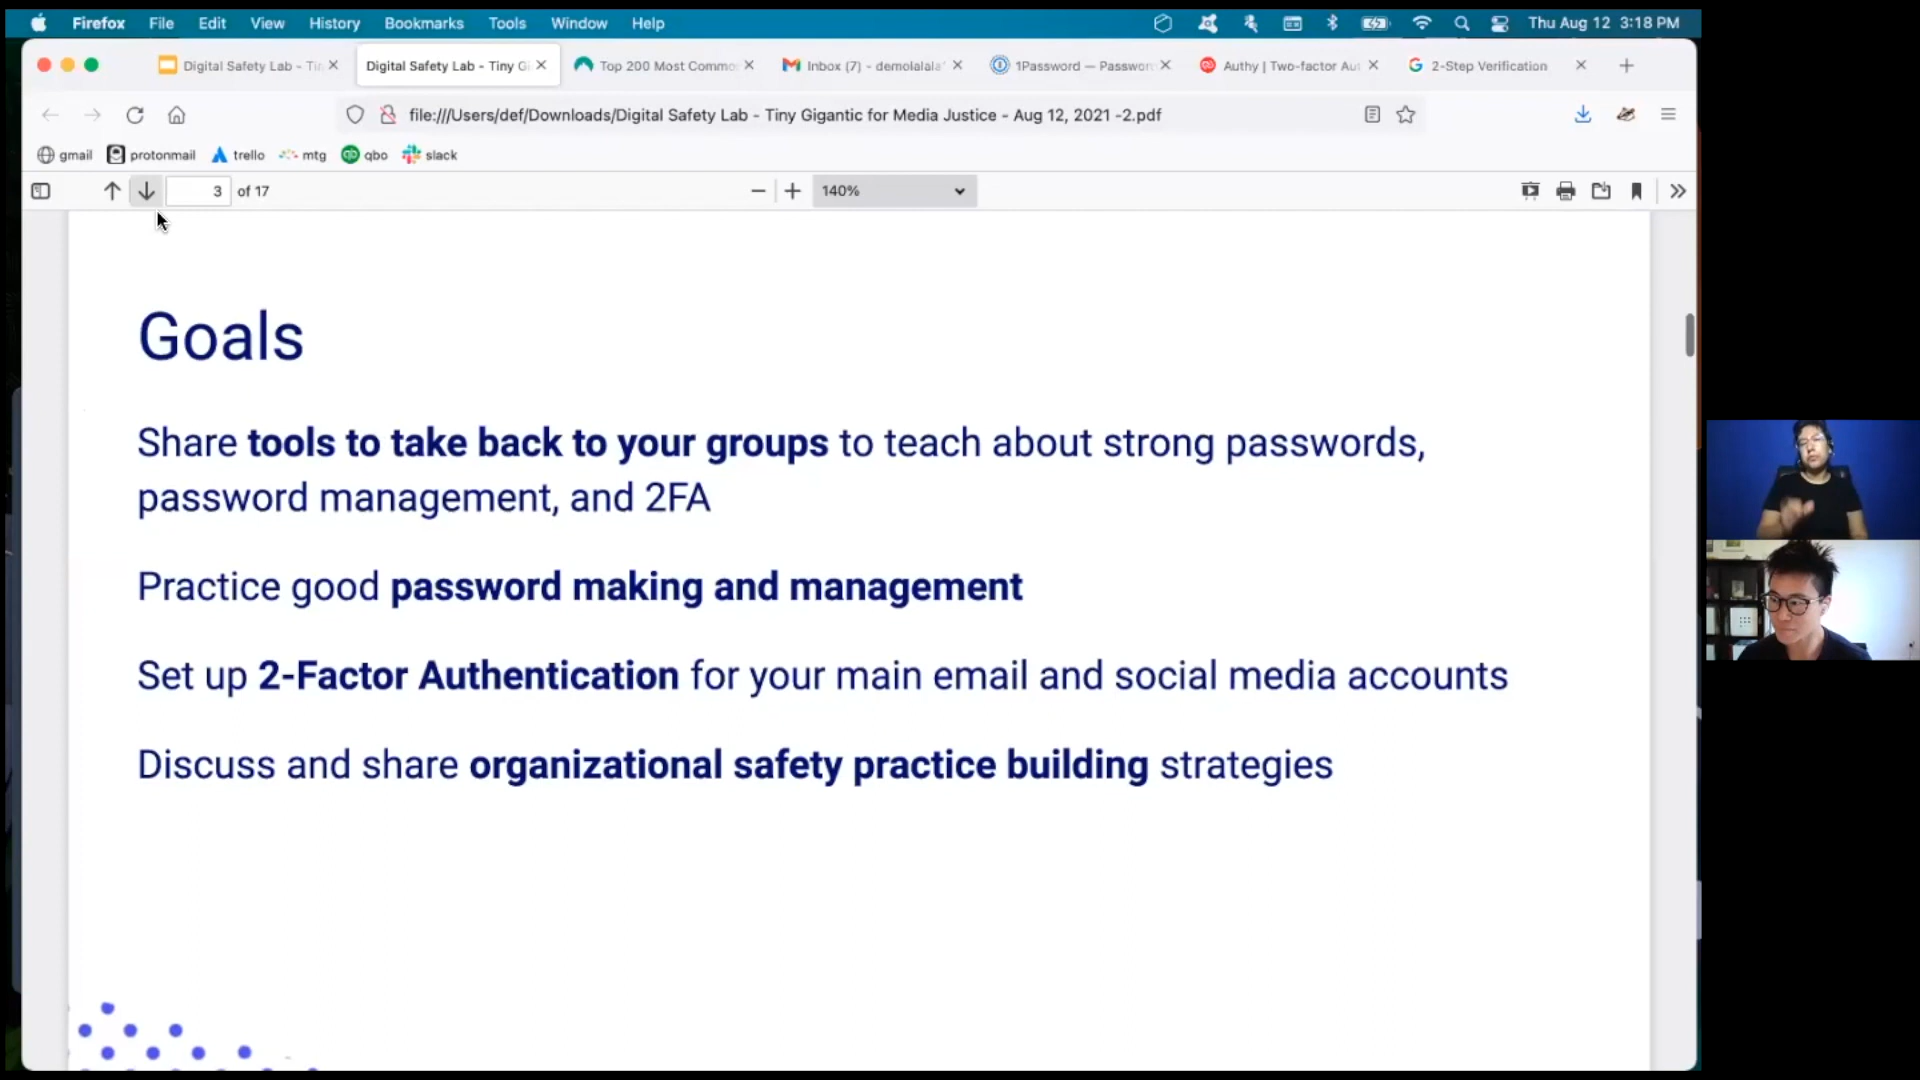 Firefox File Edit View History Bookmarks Tools Window Help Thu Aug 12 3:18 PM
Digital Safety Lab - Tin Digital Safety Lab - Tiny Gi Top 200 Most Commo Inbox (7) - demolalala 1Password — Passwor Authy | Two-factor Aut 2-Step Verification
file:///Users/def/Downloads/Digital Safety Lab - Tiny Gigantic for Media Justice - Aug 12, 2021 -2.pdf
gmail protonmail trello mtg qbo slack
3 of 17 140%
Goals
Share tools to take back to your groups to teach about strong passwords,
password management, and 2FA
Practice good password making and management
Set up 2-Factor Authentication for your main email and social media accounts
Discuss and share organizational safety practice building strategies